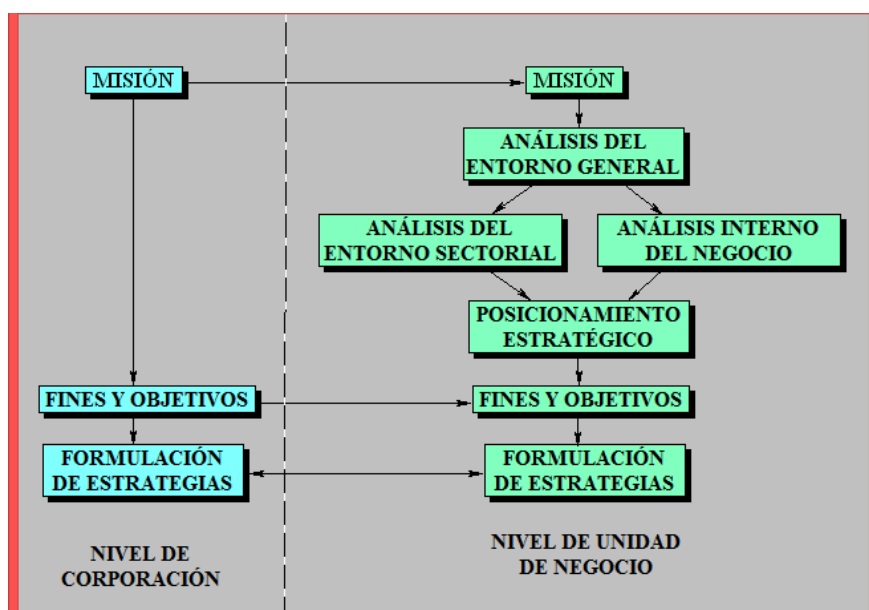 MISIÓN
MISIÓN
ANÁLISIS DEL
ENTORNO GENERAL
ANÁLISIS DEL
ENTORNO SECTORIAL
ANÁLISIS INTERNO
DEL NEGOCIO
POSICIONAMIENTO
ESTRATÉGICO
FINES Y OBJETIVOS
FINES Y OBJETIVOS
FORMULACIÓN
DE ESTRATEGIAS
FORMULACIÓN
DE ESTRATEGIAS
NIVEL DE
CORPORACIÓN
NIVEL DE UNIDAD
DE NEGOCIO